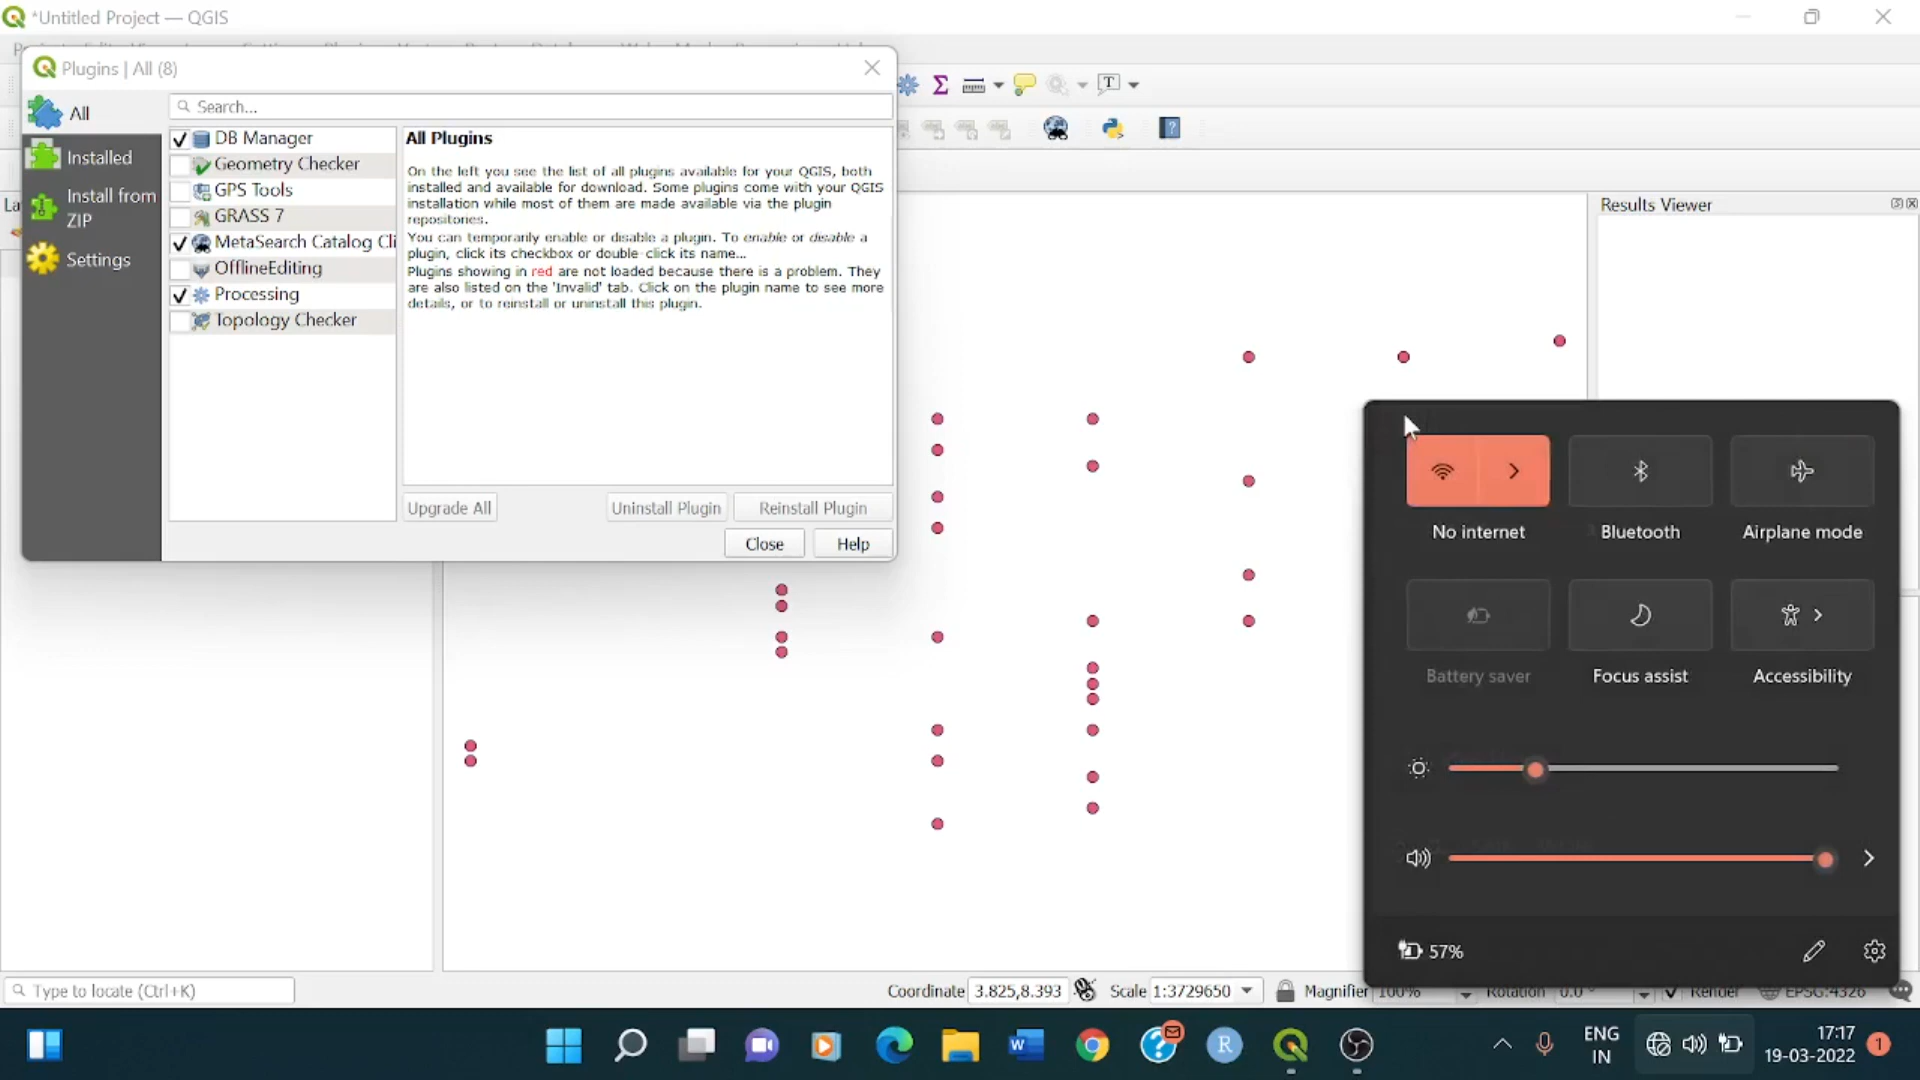 *Untitled Project — QGIS
Plugins | All (8)
All
Installed
Install from
ZIP
Settings
Search...
DB Manager
Geometry Checker
GPS Tools
GRASS 7
MetaSearch Catalog Cli
OfflineEditing
Processing
Topology Checker
All Plugins
On the left you see the list of all plugins available for your QGIS, both
installed and available for download. Some plugins come with your QGIS
installation while most of them are made available via the plugin
repositories.
You can temporarily enable or disable a plugin. To enable or disable a
plugin, click its checkbox or double-click its name...
Plugins showing in red are not loaded because there is a problem. They
are also listed on the 'Invalid' tab. Click on the plugin name to see more
details, or to reinstall or uninstall this plugin.
Upgrade All
Uninstall Plugin
Reinstall Plugin
Close
Help
La
Results Viewer
No internet
Bluetooth
Airplane mode
Battery saver
Focus assist
Accessibility
57%
Type to locate (Ctrl+K)
Coordinate 3.825,8.393
Scale 1:3729650
Magnifier 100%
Rotation 0.0 °
Render
EPSG:4326
ENG
IN
17:17
19-03-2022
1